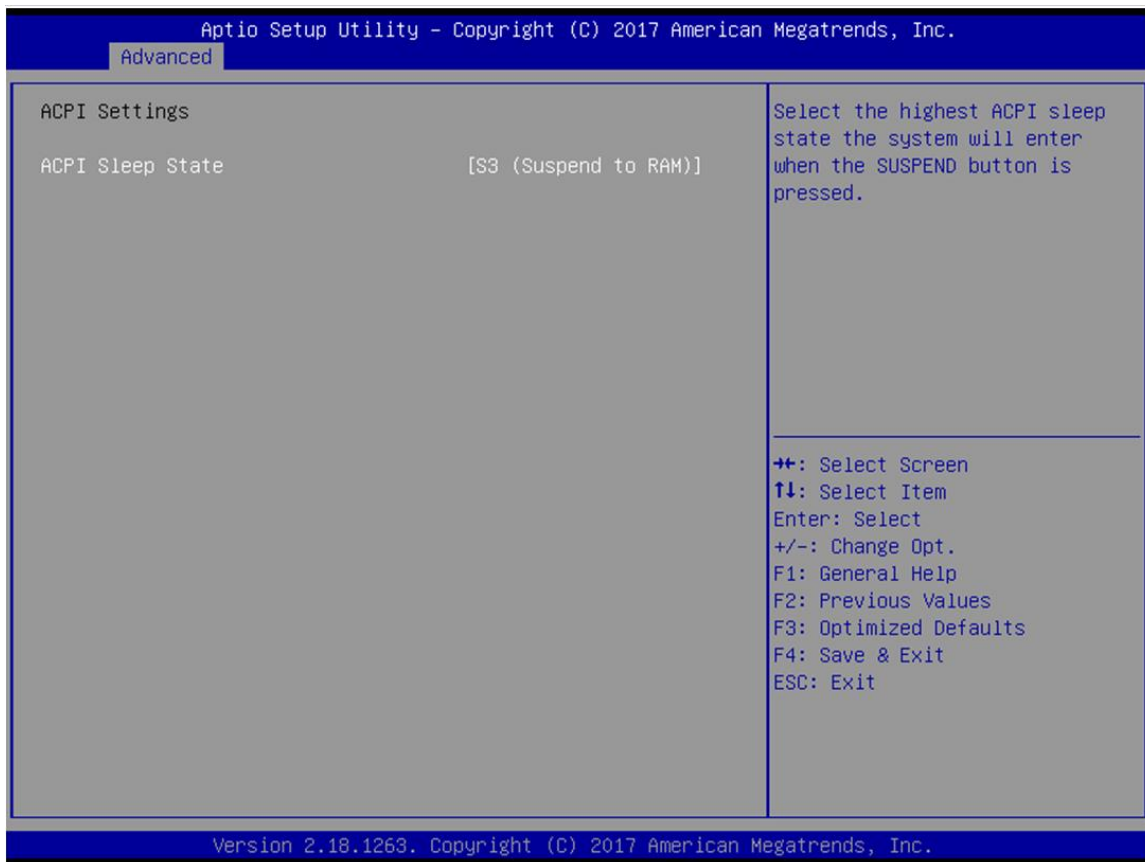 Aptio Setup Utility – Copyright (C) 2017 American Megatrends, Inc.
Advanced
ACPI Settings
ACPI Sleep State [S3 (Suspend to RAM)]
Select the highest ACPI sleep
state the system will enter
when the SUSPEND button is
pressed.
→←: Select Screen
↑↓: Select Item
Enter: Select
+/-: Change Opt.
F1: General Help
F2: Previous Values
F3: Optimized Defaults
F4: Save & Exit
ESC: Exit
Version 2.18.1263. Copyright (C) 2017 American Megatrends, Inc.